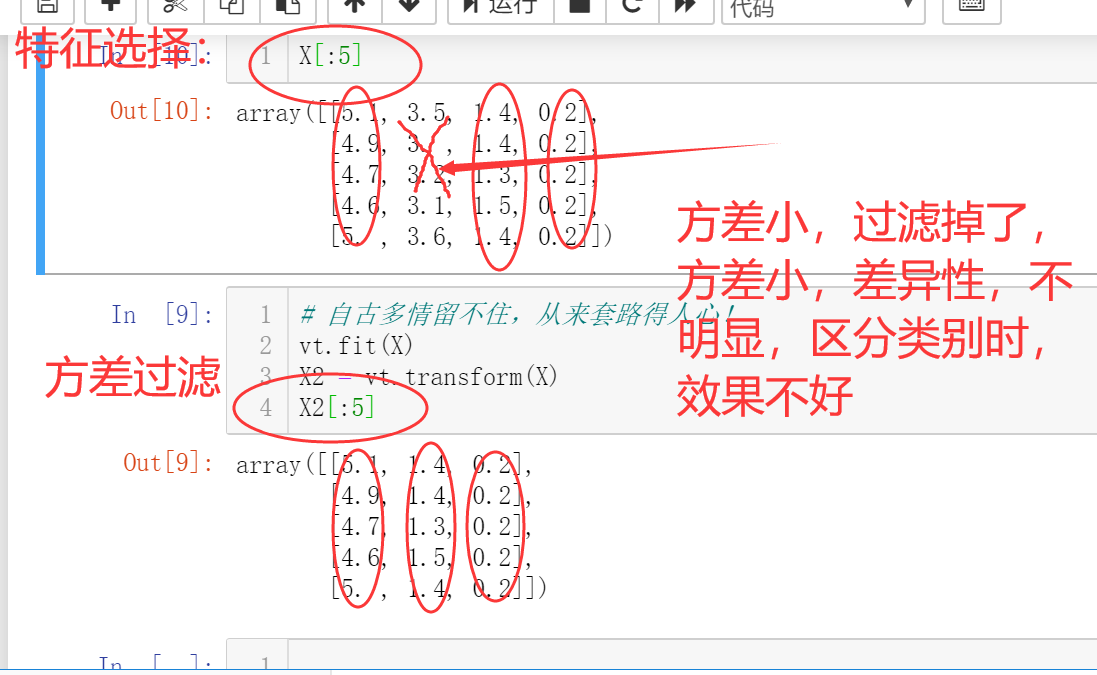 运行
代码
特征选择:
In [10]:
1 X[:5]
Out[10]: array([[5.1, 3.5, 1.4, 0.2],
[4.9, 3. , 1.4, 0.2],
[4.7, 3.2, 1.3, 0.2],
[4.6, 3.1, 1.5, 0.2],
[5. , 3.6, 1.4, 0.2]])
方差小，过滤掉了，
方差小，差异性，不
明显，区分类别时，
效果不好
In [9]:
1 # 自古多情留不住，从来套路得人心！
2 vt.fit(X)
3 X2 = vt.transform(X)
4 X2[:5]
方差过滤
Out[9]: array([[5.1, 1.4, 0.2],
[4.9, 1.4, 0.2],
[4.7, 1.3, 0.2],
[4.6, 1.5, 0.2],
[5. , 1.4, 0.2]])
In [ ]:
1